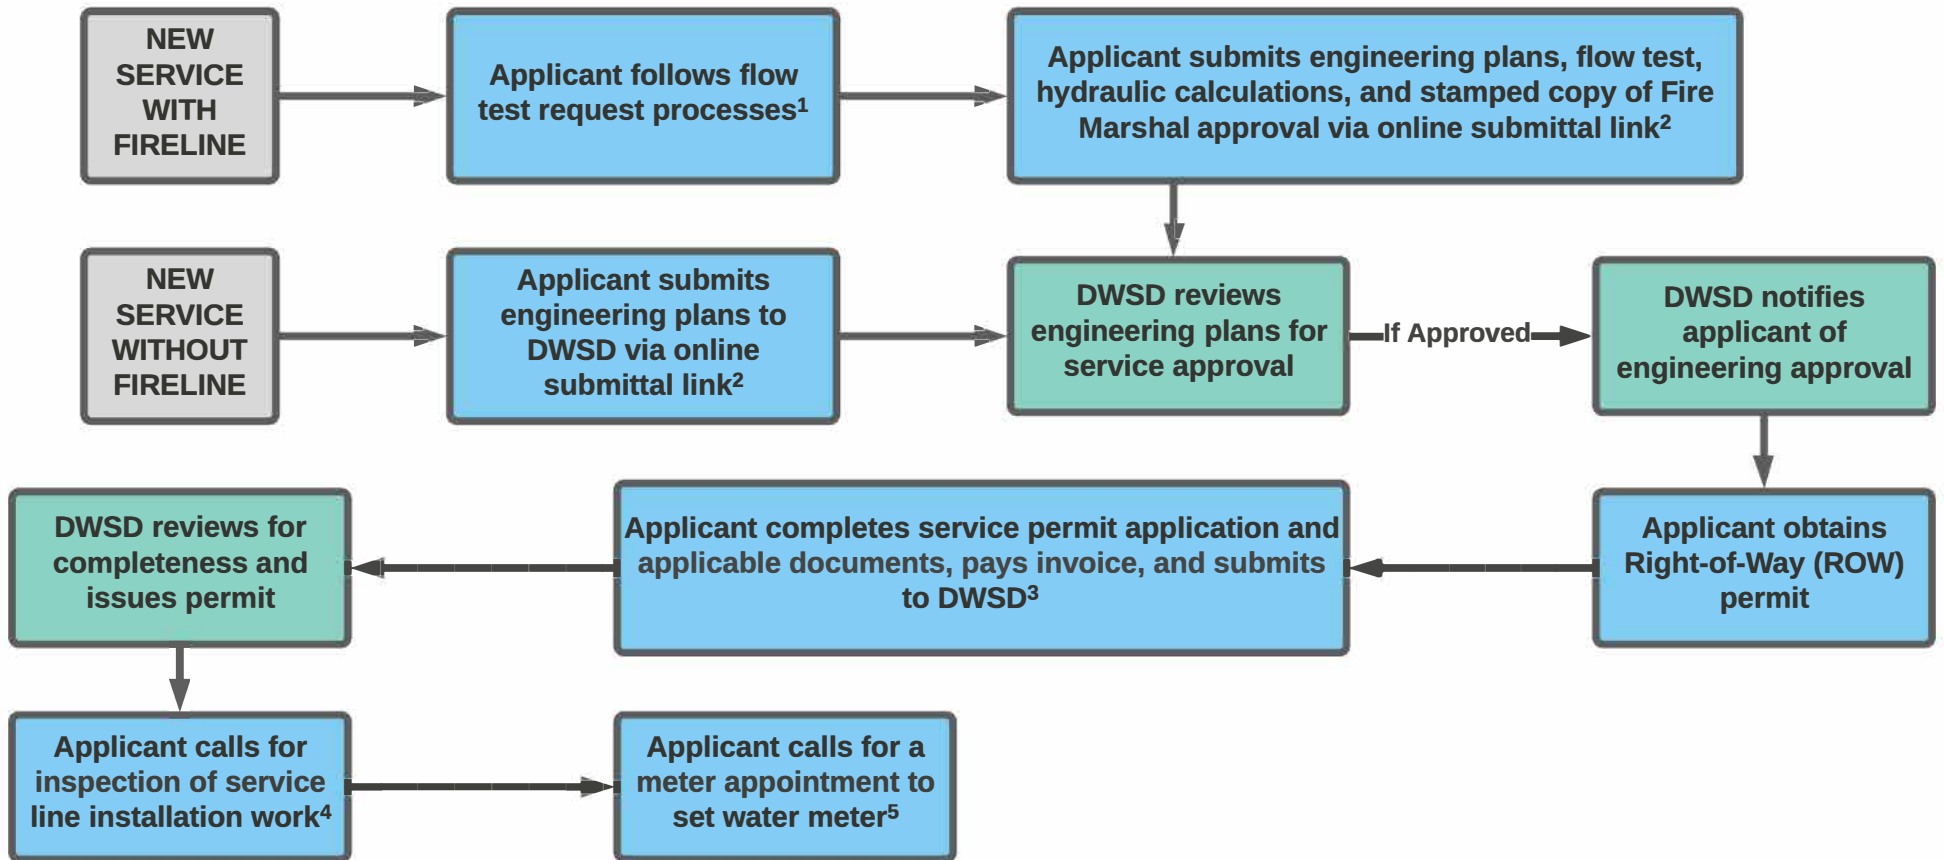 NEW
SERVICE
WITH
FIRELINE
Applicant follows flow
test request processes¹
Applicant submits engineering plans, flow test,
hydraulic calculations, and stamped copy of Fire
Marshal approval via online submittal link²
NEW
SERVICE
WITHOUT
FIRELINE
Applicant submits
engineering plans to
DWSD via online
submittal link²
DWSD reviews
engineering plans for
service approval
If Approved
DWSD notifies
applicant of
engineering approval
Applicant obtains
Right-of-Way (ROW)
permit
Applicant completes service permit application and
applicable documents, pays invoice, and submits
to DWSD³
DWSD reviews for
completeness and
issues permit
Applicant calls for
inspection of service
line installation work⁴
Applicant calls for a
meter appointment to
set water meter⁵